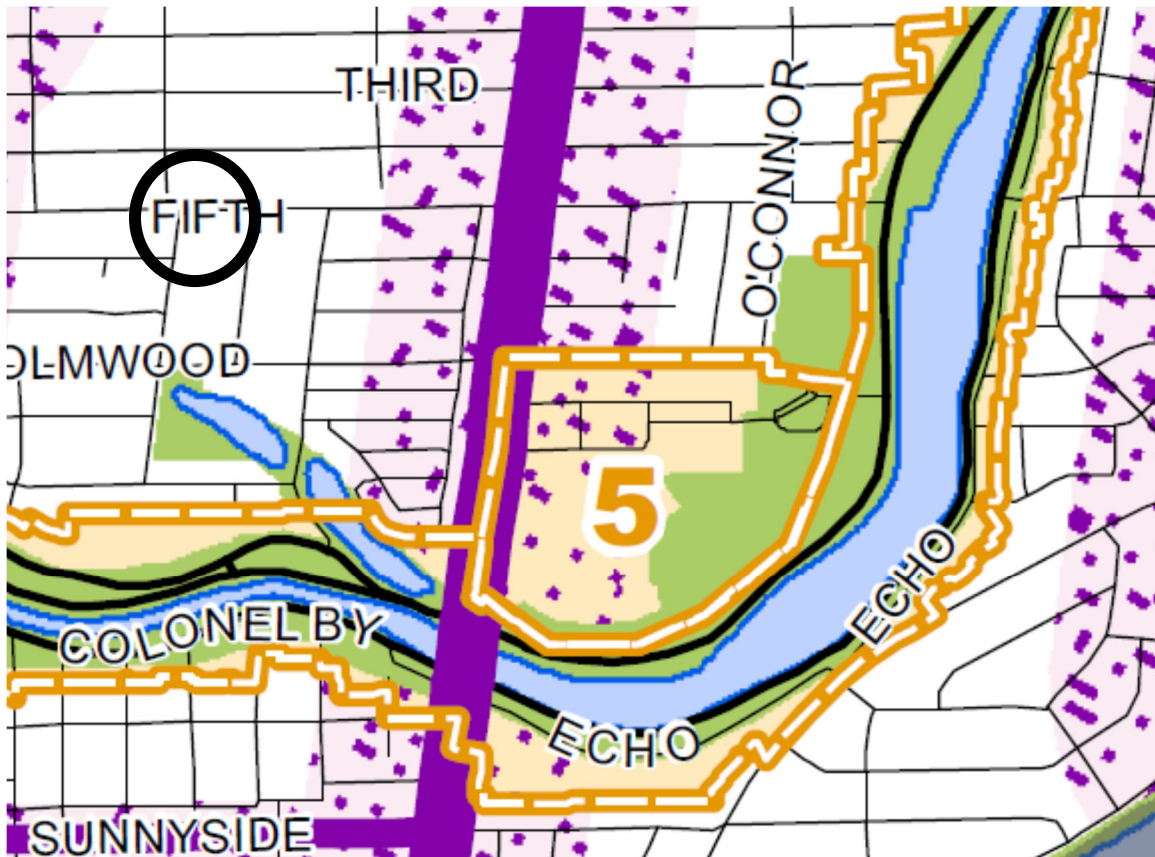 THIRD
O'CONNOR
FIFTH
OLMWOOD
5
ECHO
COLONEL BY
ECHO
SUNNYSIDE